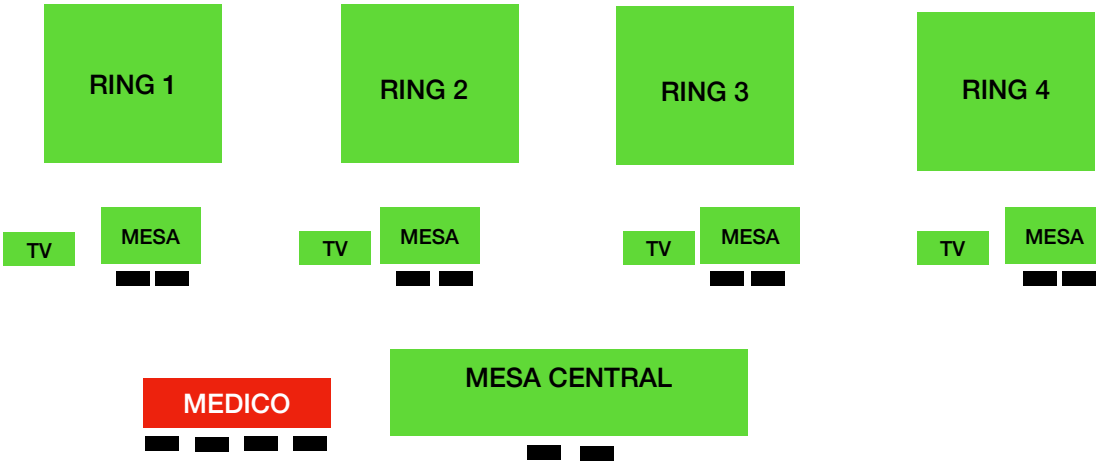 RING 1
RING 2
RING 3
RING 4
TV
MESA
TV
MESA
TV
MESA
TV
MESA
MEDICO
MESA CENTRAL